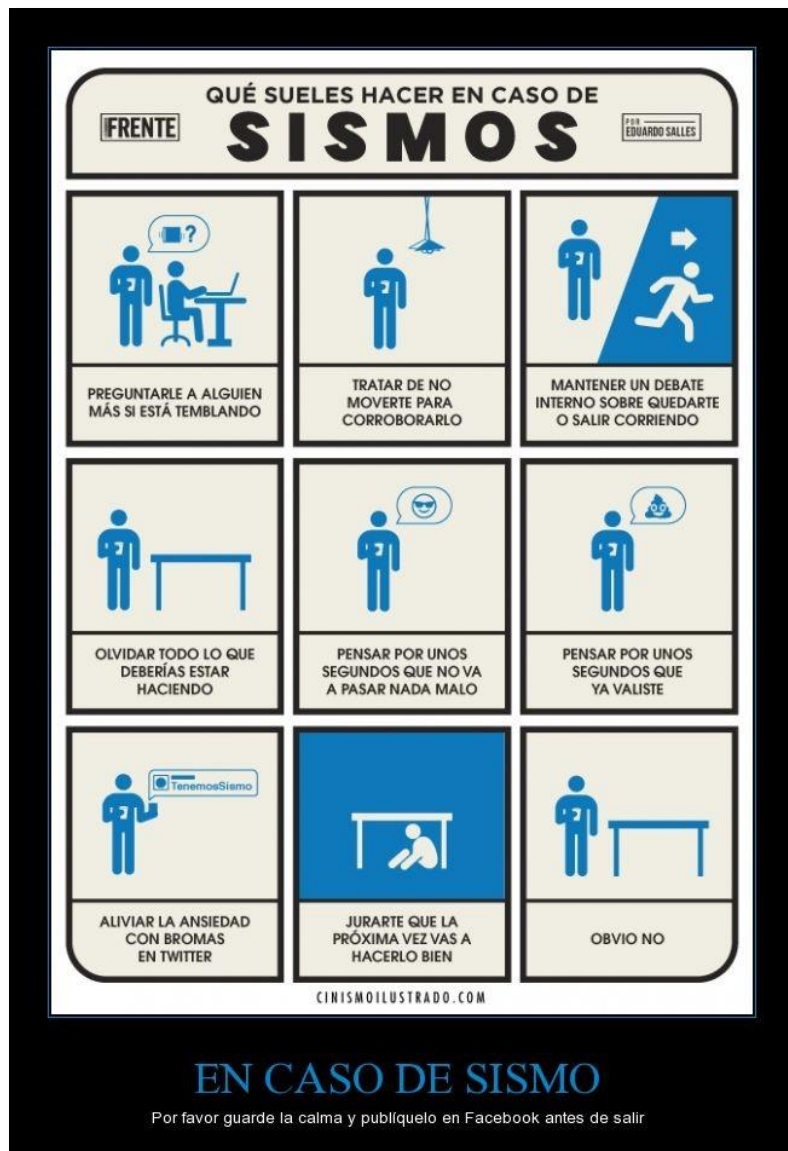 QUÉ SUELES HACER EN CASO DE
FRENTE
SISMOS
POR
EDUARDO SALLES
?
PREGUNTARLE A ALGUIEN
MÁS SI ESTÁ TEMBLANDO
TRATAR DE NO
MOVERTE PARA
CORROBORARLO
MANTENER UN DEBATE
INTERNO SOBRE QUEDARTE
O SALIR CORRIENDO
OLVIDAR TODO LO QUE
DEBERÍAS ESTAR
HACIENDO
PENSAR POR UNOS
SEGUNDOS QUE NO VA
A PASAR NADA MALO
PENSAR POR UNOS
SEGUNDOS QUE
YA VALISTE
TenemosSismo
ALIVIAR LA ANSIEDAD
CON BROMAS
EN TWITTER
JURARTE QUE LA
PRÓXIMA VEZ VAS A
HACERLO BIEN
OBVIO NO
CINISMOILUSTRADO.COM
EN CASO DE SISMO
Por favor guarde la calma y publíquelo en Facebook antes de salir